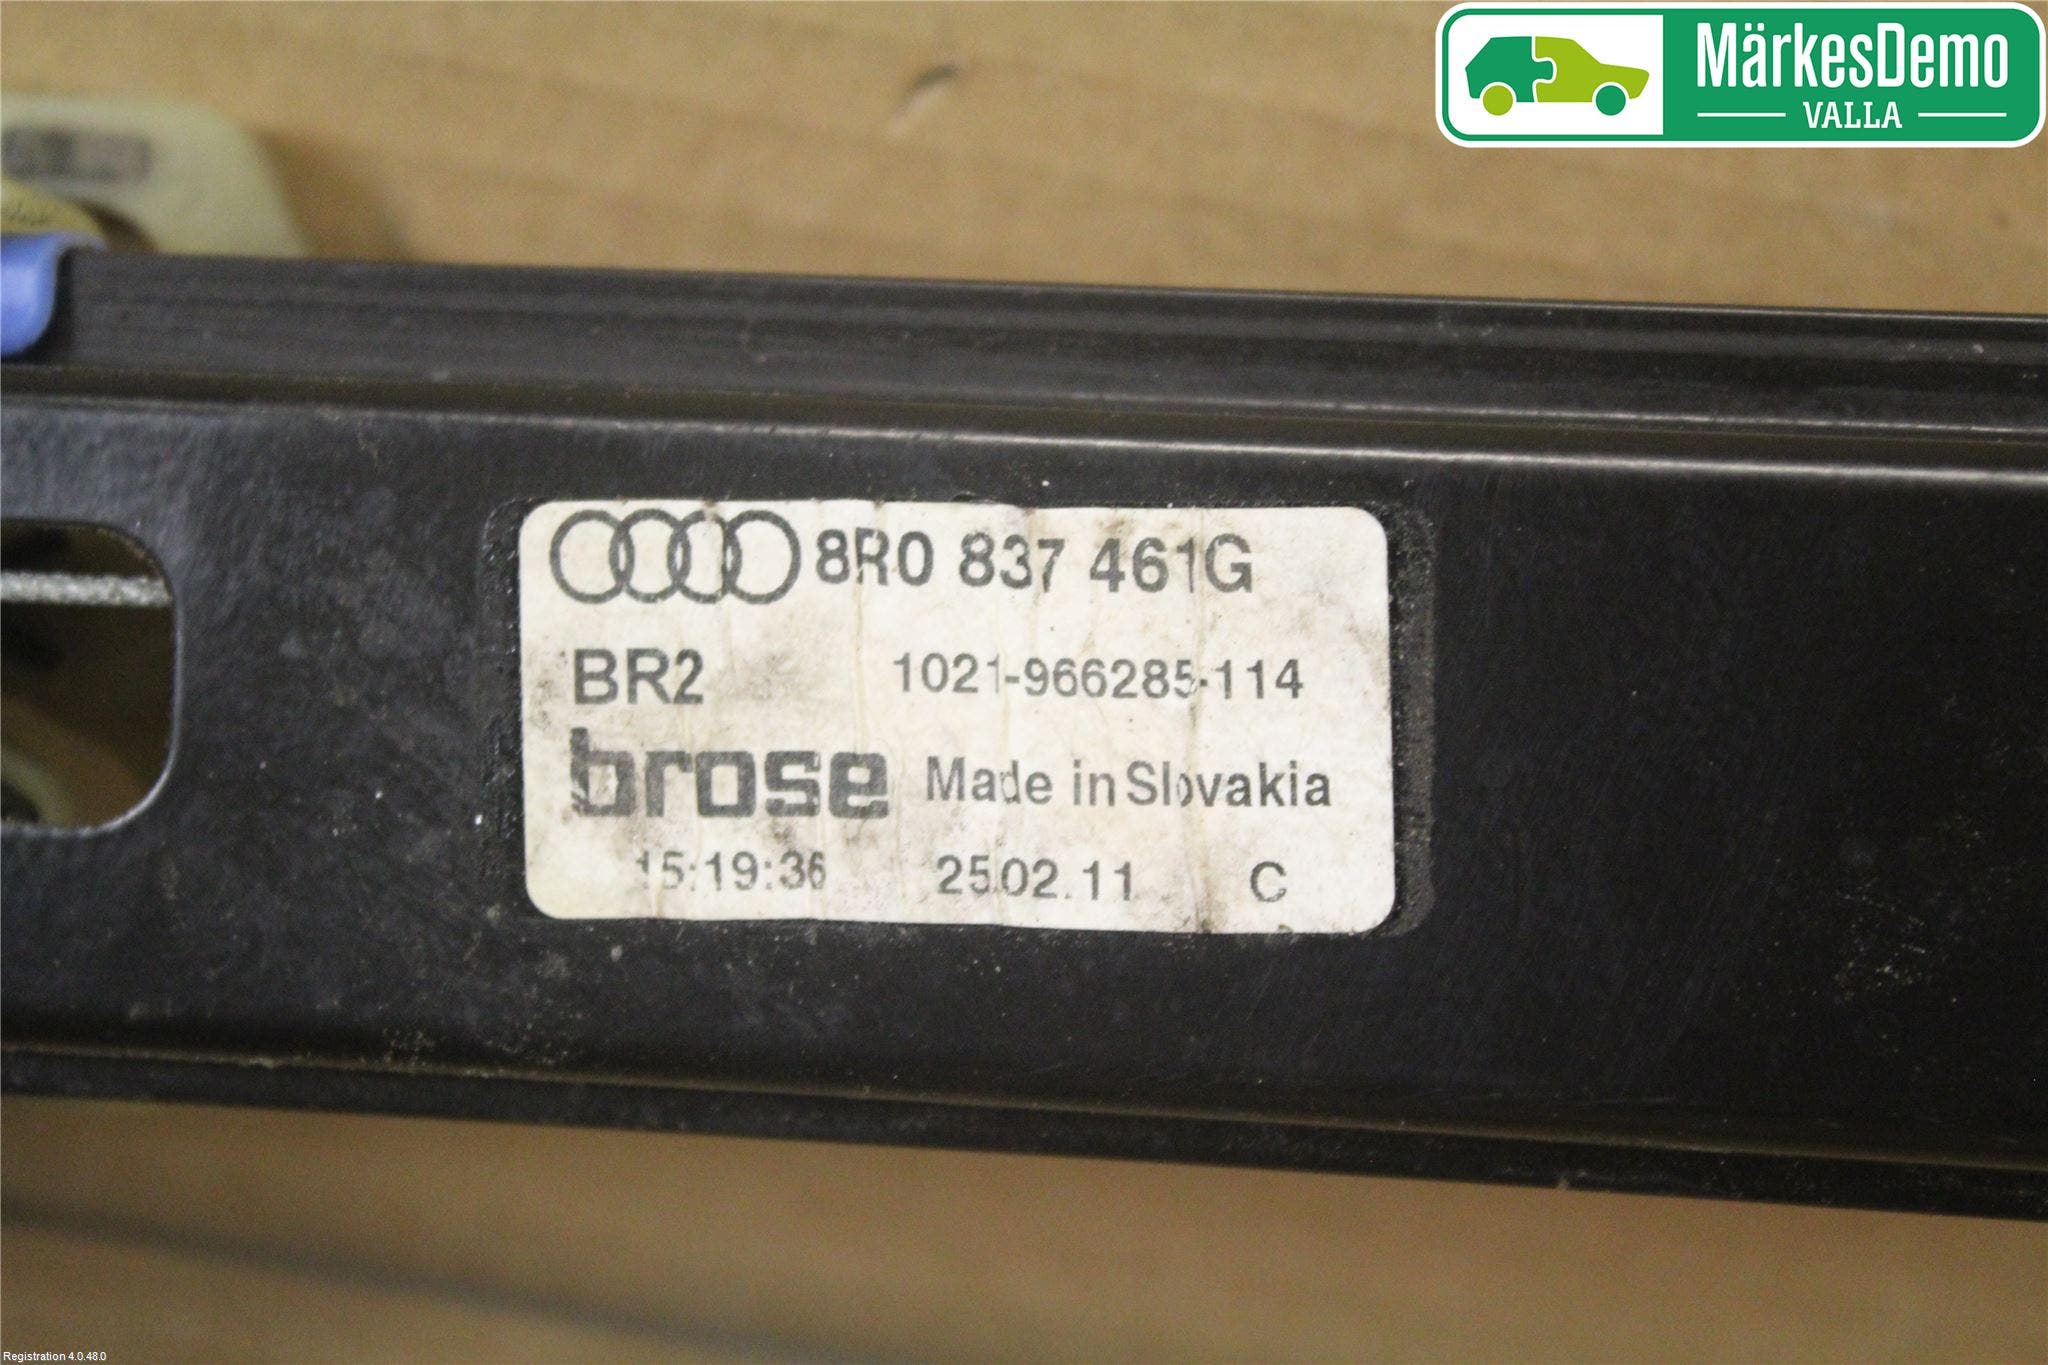 MärkesDemo
VALLA
8R0 837 461G
BR2 1021-966285-114
brose Made in Slovakia
15:19:36 25.02.11 C
Registration 4.0.48.0